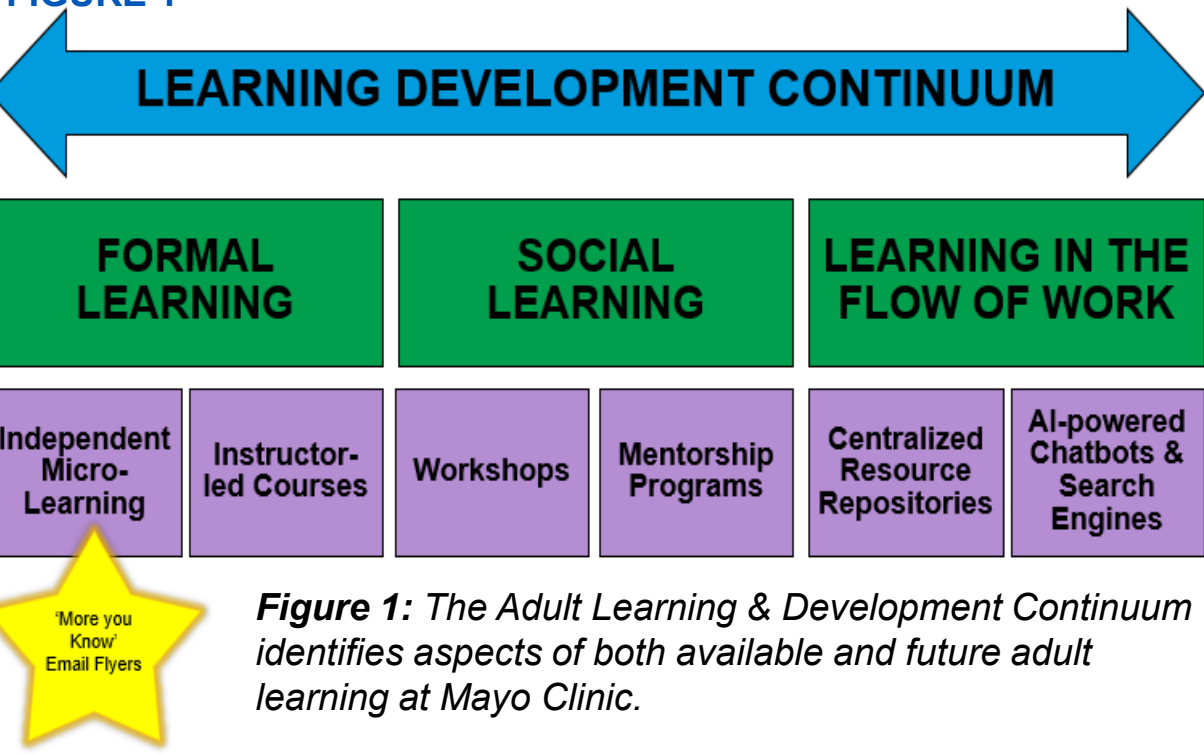 FIGURE 1
LEARNING DEVELOPMENT CONTINUUM
FORMAL
LEARNING
SOCIAL
LEARNING
LEARNING IN THE
FLOW OF WORK
Independent
Micro-
Learning
Instructor-
led Courses
Workshops
Mentorship
Programs
Centralized
Resource
Repositories
AI-powered
Chatbots &
Search
Engines
'More you
Know'
Email Flyers
Figure 1: The Adult Learning & Development Continuum
identifies aspects of both available and future adult
learning at Mayo Clinic.